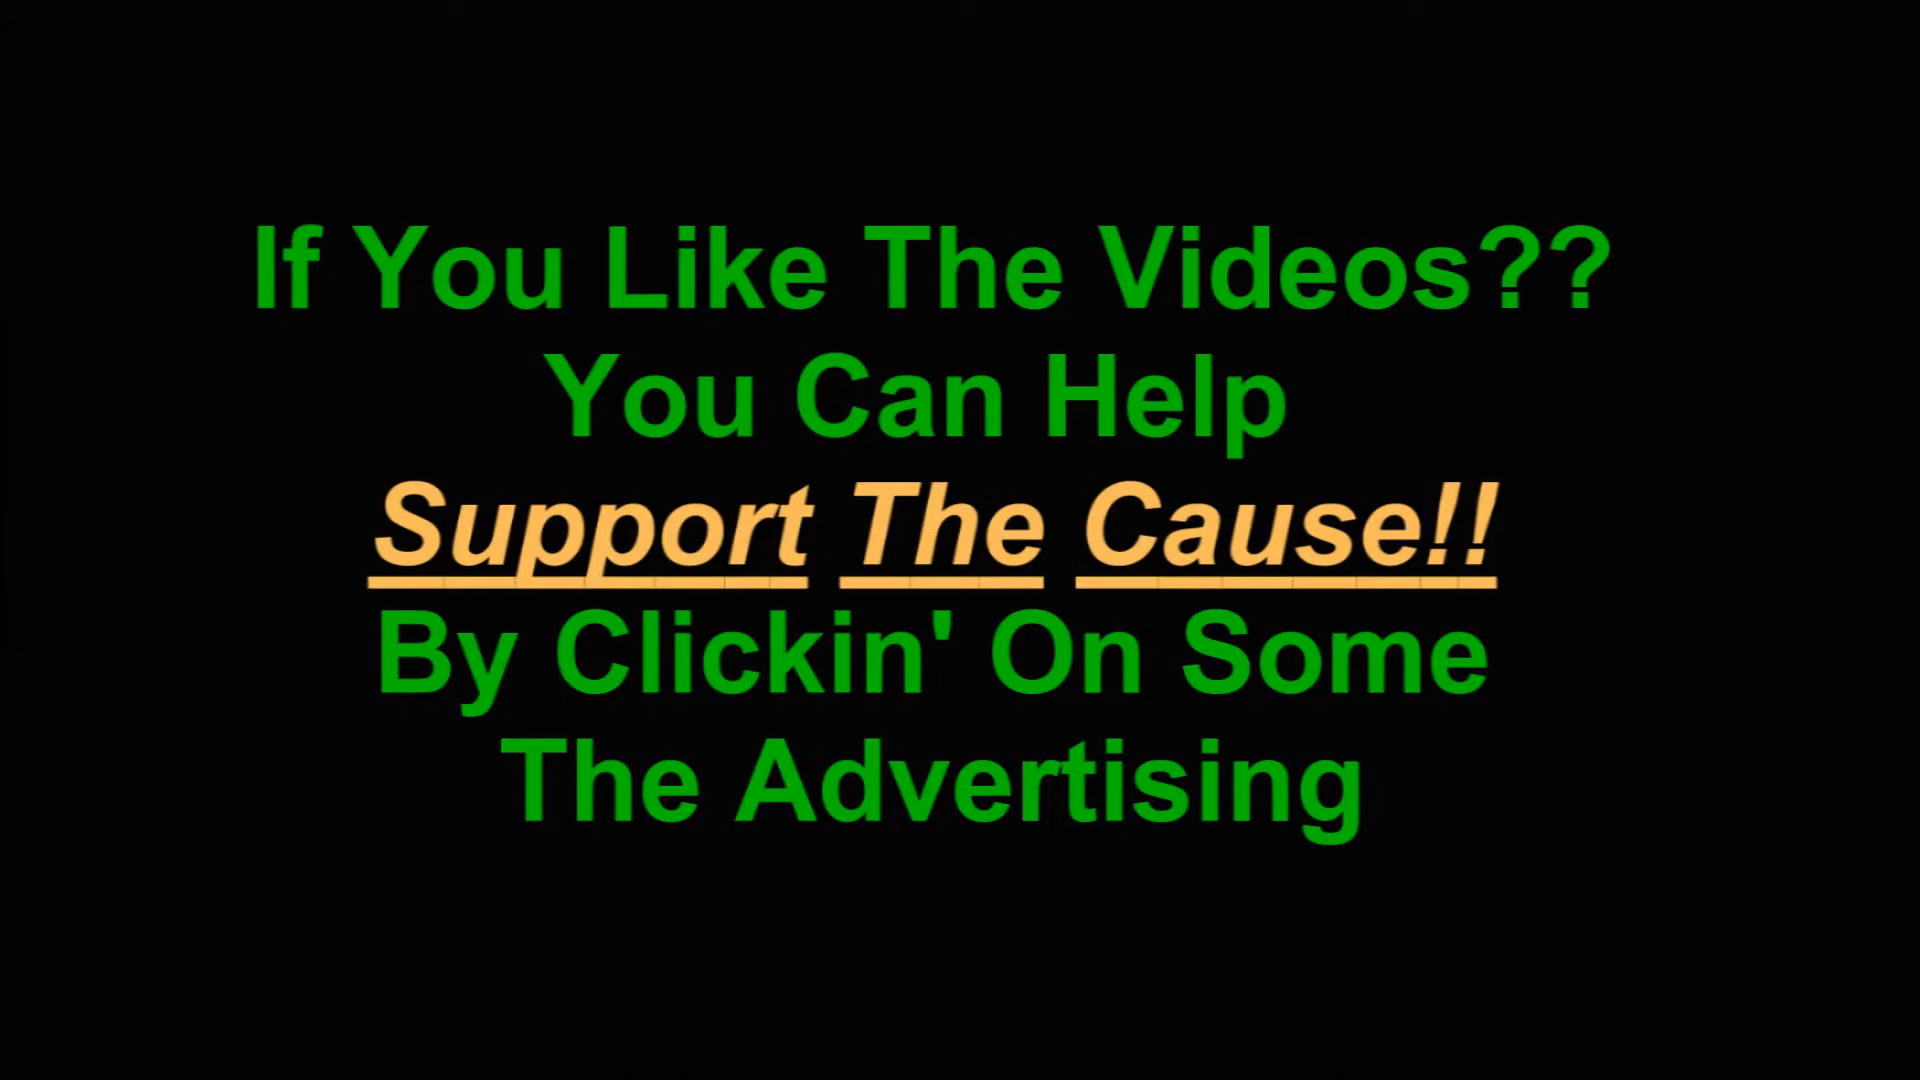 If You Like The Videos??
You Can Help
Support The Cause!!
By Clickin' On Some
The Advertising